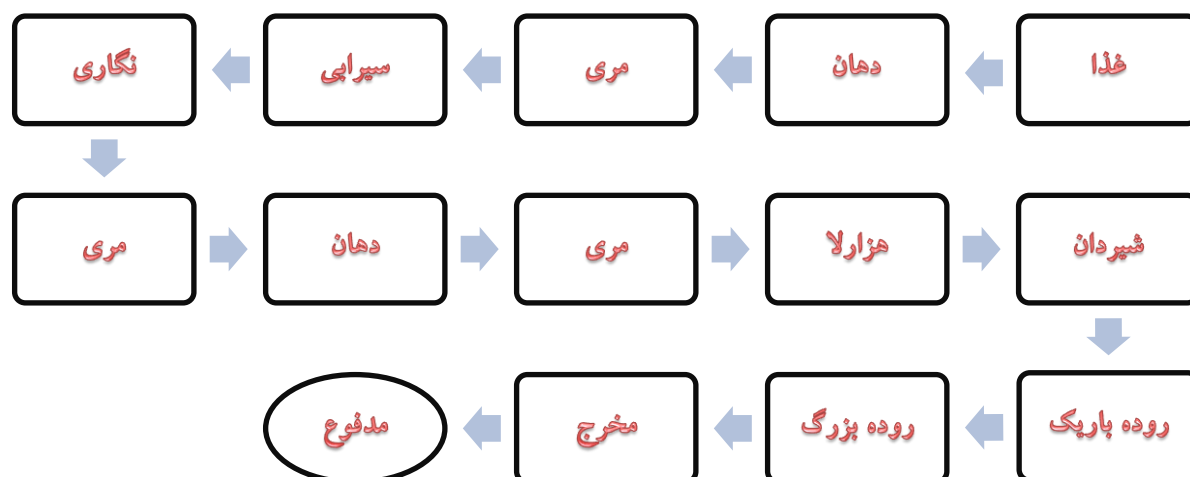 غذا
دهان
مری
سیرابی
نگاری
مری
دهان
مری
هزارلا
شیردان
روده باریک
روده بزرگ
مخرج
مدفوع